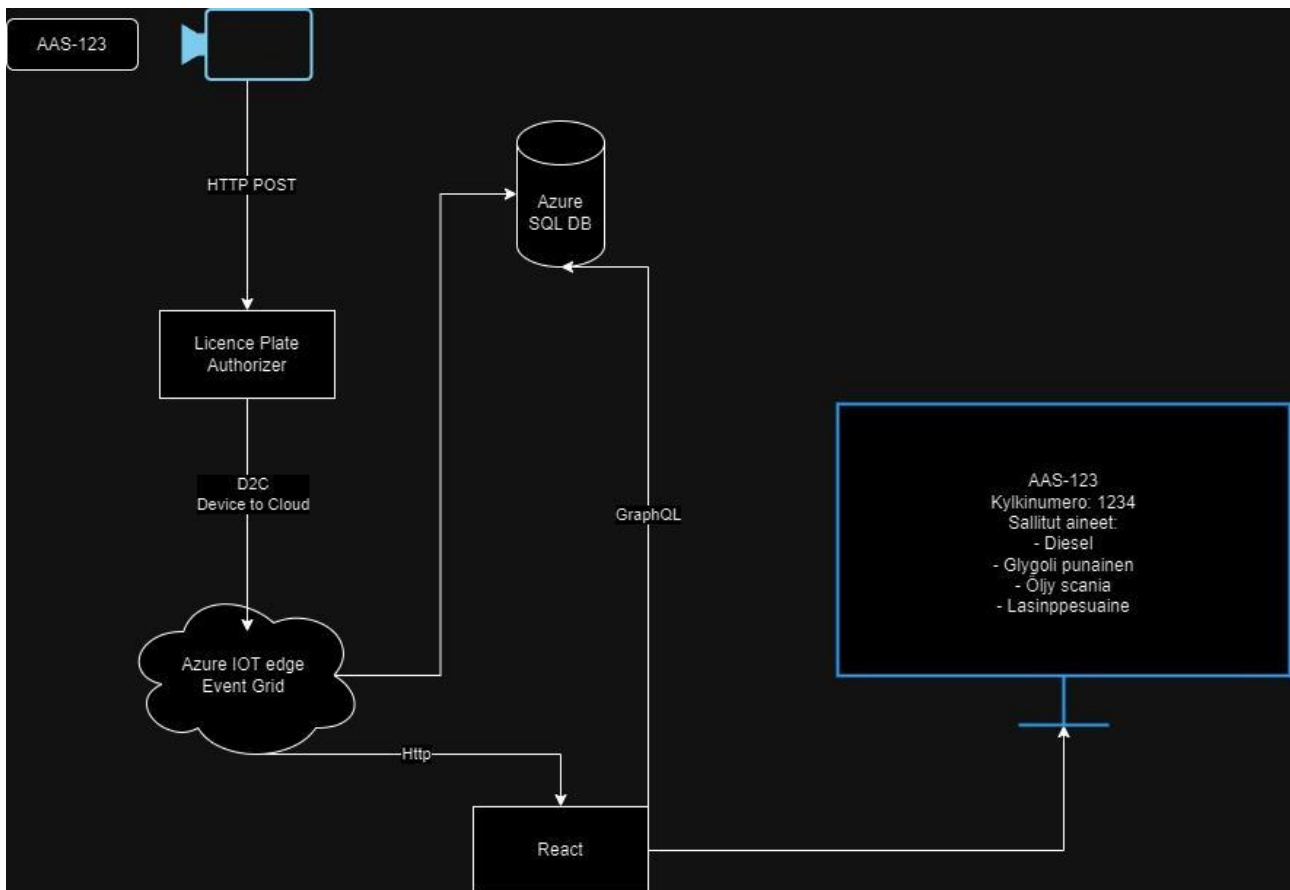 AAS-123
HTTP POST
Azure
SQL DB
Licence Plate
Authorizer
D2C
Device to Cloud
GraphQL
AAS-123
Kylkinumero: 1234
Sallitut aineet:
- Diesel
- Glygoli punainen
- Öljy scania
- Lasinppesuaine
Azure IOT edge
Event Grid
Http
React